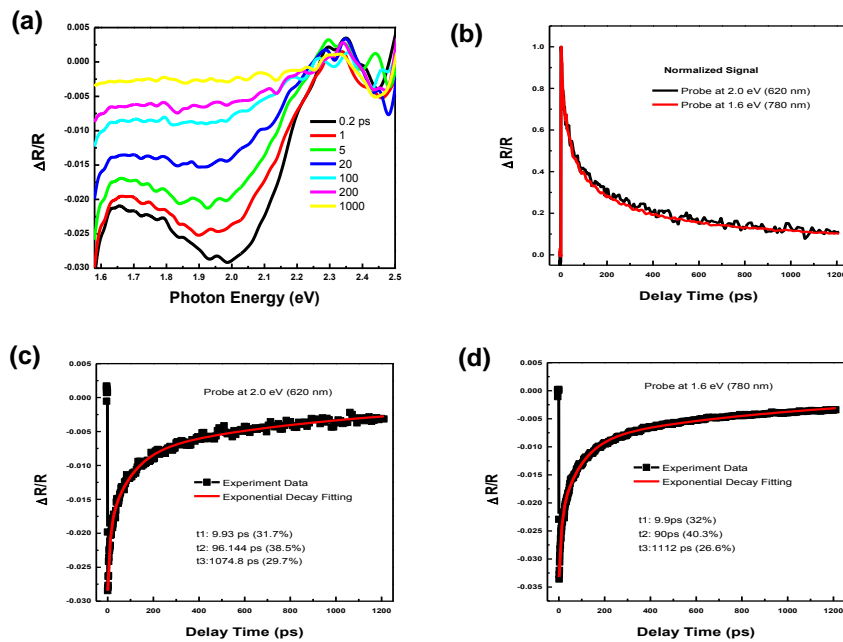 (a)
0.005
0.000
-0.005
-0.010
-0.015
-0.020
-0.025
-0.030
ΔR/R
0.2 ps
1
5
20
100
200
1000
1.6 1.7 1.8 1.9 2.0 2.1 2.2 2.3 2.4 2.5
Photon Energy (eV)
(b)
1.0
0.8
0.6
0.4
0.2
0.0
ΔR/R
Normalized Signal
Probe at 2.0 eV (620 nm)
Probe at 1.6 eV (780 nm)
0 200 400 600 800 1000 1200
Delay Time (ps)
(c)
0.005
0.000
-0.005
-0.010
-0.015
-0.020
-0.025
-0.030
ΔR/R
Probe at 2.0 eV (620 nm)
Experiment Data
Exponential Decay Fitting
t1: 9.93 ps (31.7%)
t2: 96.144 ps (38.5%)
t3:1074.8 ps (29.7%)
0 200 400 600 800 1000 1200
Delay Time (ps)
(d)
0.005
0.000
-0.005
-0.010
-0.015
-0.020
-0.025
-0.030
-0.035
ΔR/R
Probe at 1.6 eV (780 nm)
Experiment Data
Exponential Decay Fitting
t1: 9.9ps (32%)
t2: 90ps (40.3%)
t3:1112 ps (26.6%)
0 200 400 600 800 1000 1200
Delay Time (ps)